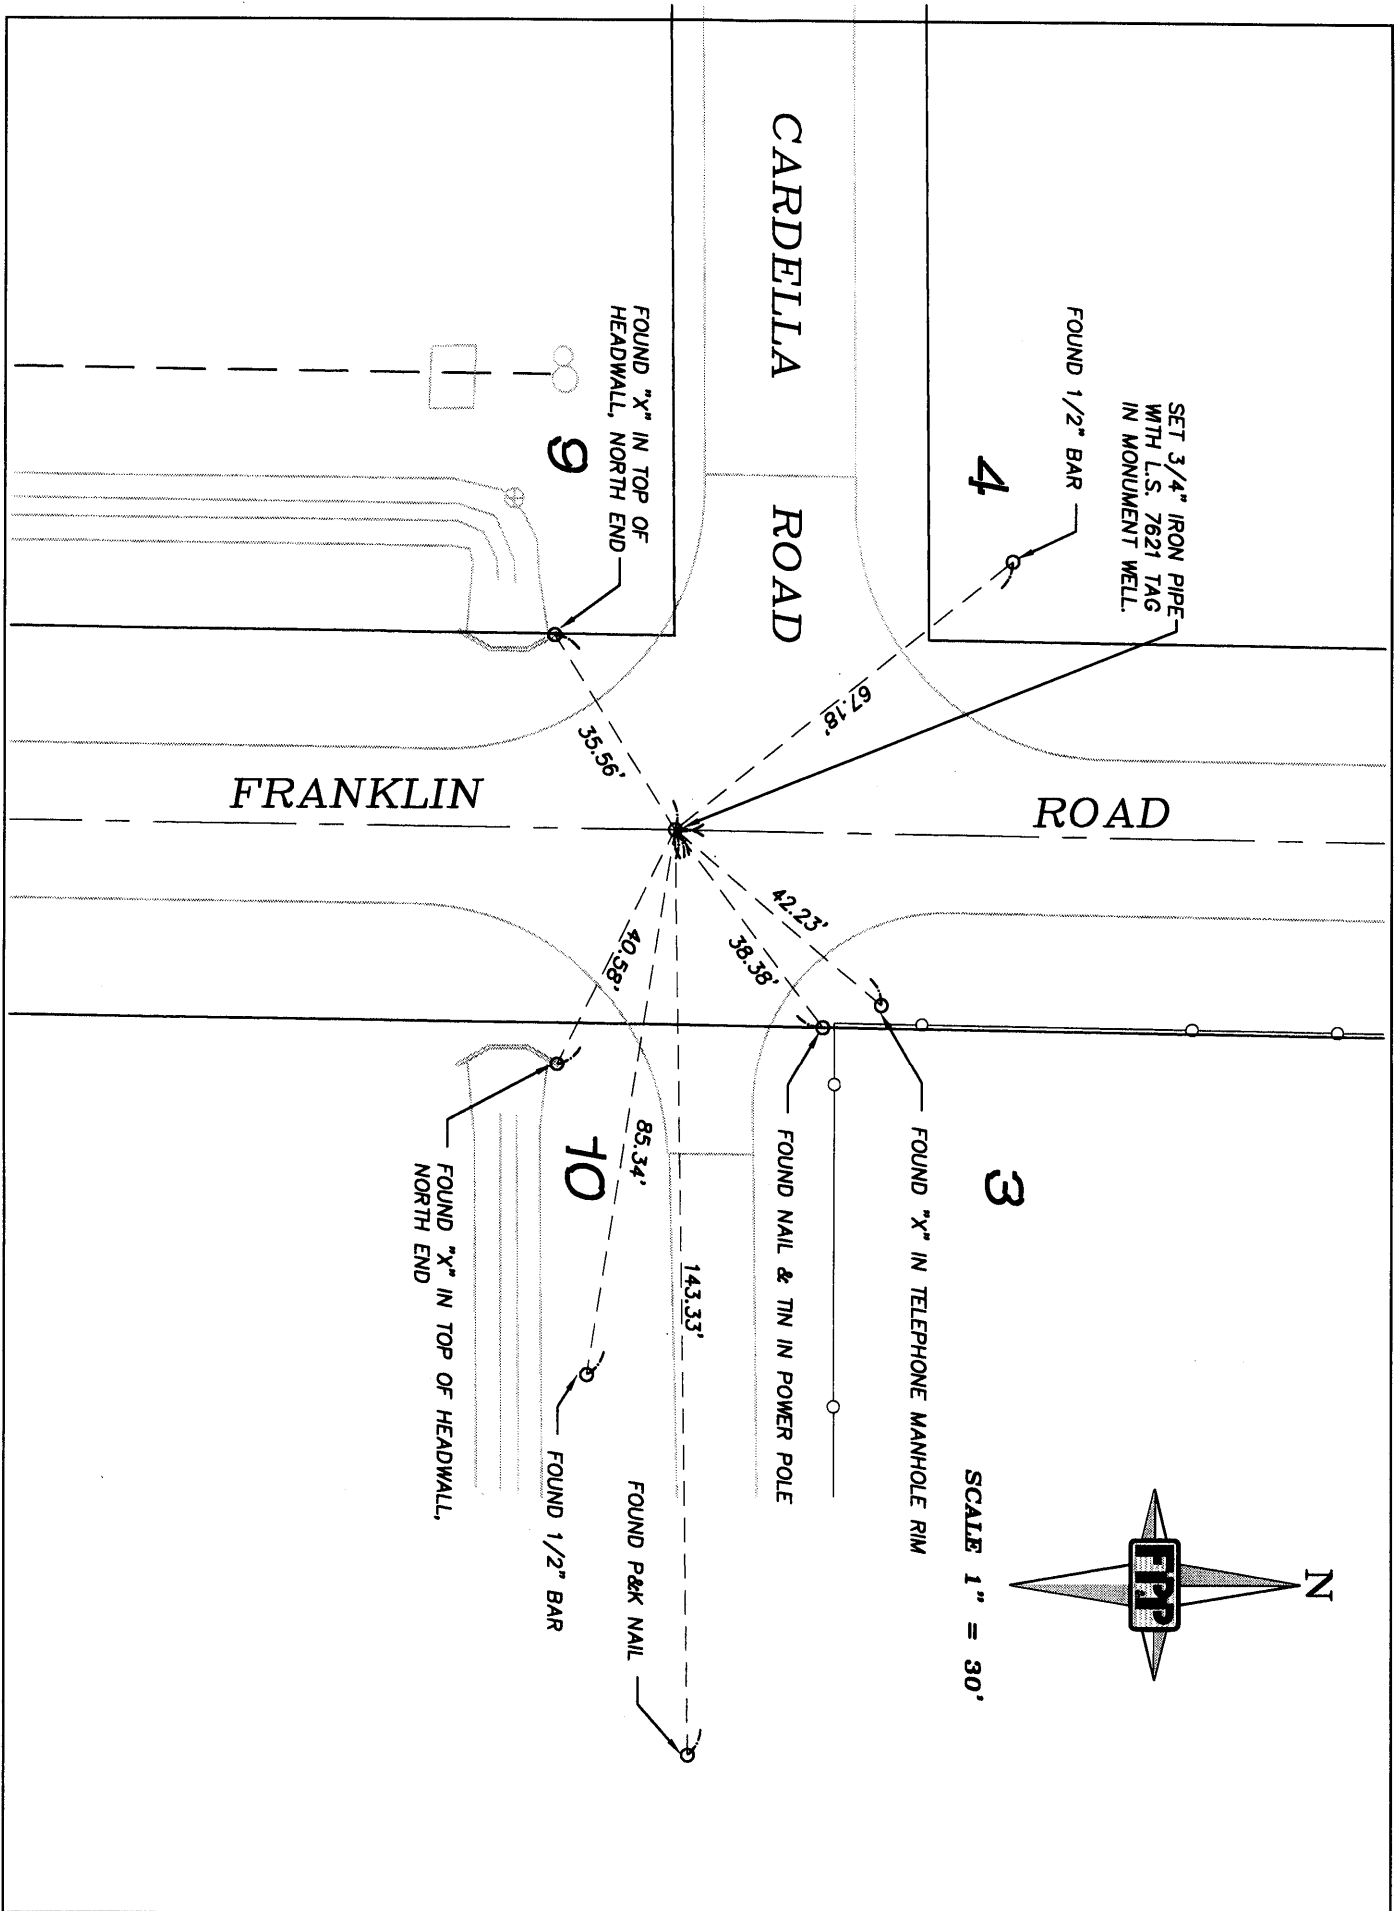 SET 3/4" IRON PIPE
WITH L.S. 7621 TAG
IN MONUMENT WELL.
FOUND 1/2" BAR
4
CARDELLA ROAD
FOUND "X" IN TOP OF
HEADWALL, NORTH END
9
67.18'
35.56'
FRANKLIN ROAD
42.23'
38.38'
40.58'
85.34'
143.33'
N
FPP
SCALE 1" = 30'
3
FOUND "X" IN TELEPHONE MANHOLE RIM
FOUND NAIL & TIN IN POWER POLE
FOUND P&K NAIL
10
FOUND 1/2" BAR
FOUND "X" IN TOP OF HEADWALL,
NORTH END